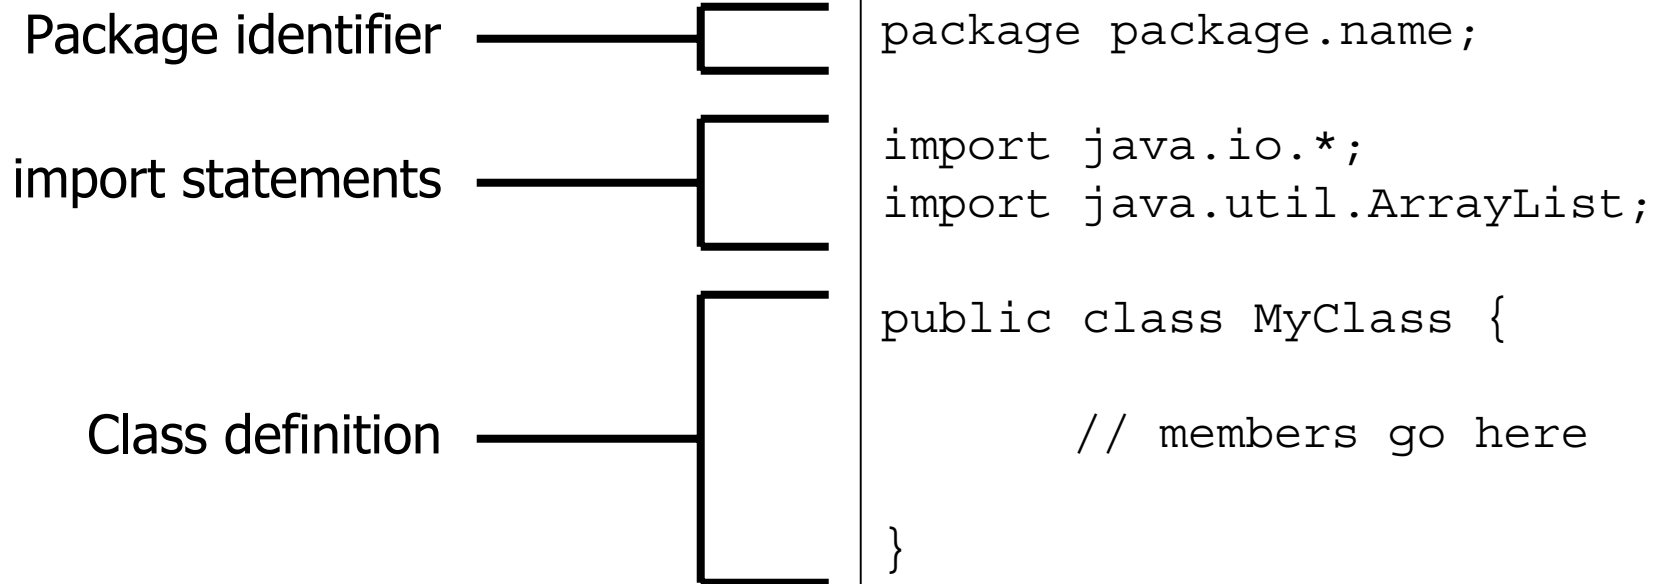 Package identifier
package package.name;
import statements
import java.io.*;
import java.util.ArrayList;
Class definition
public class MyClass {
// members go here
}